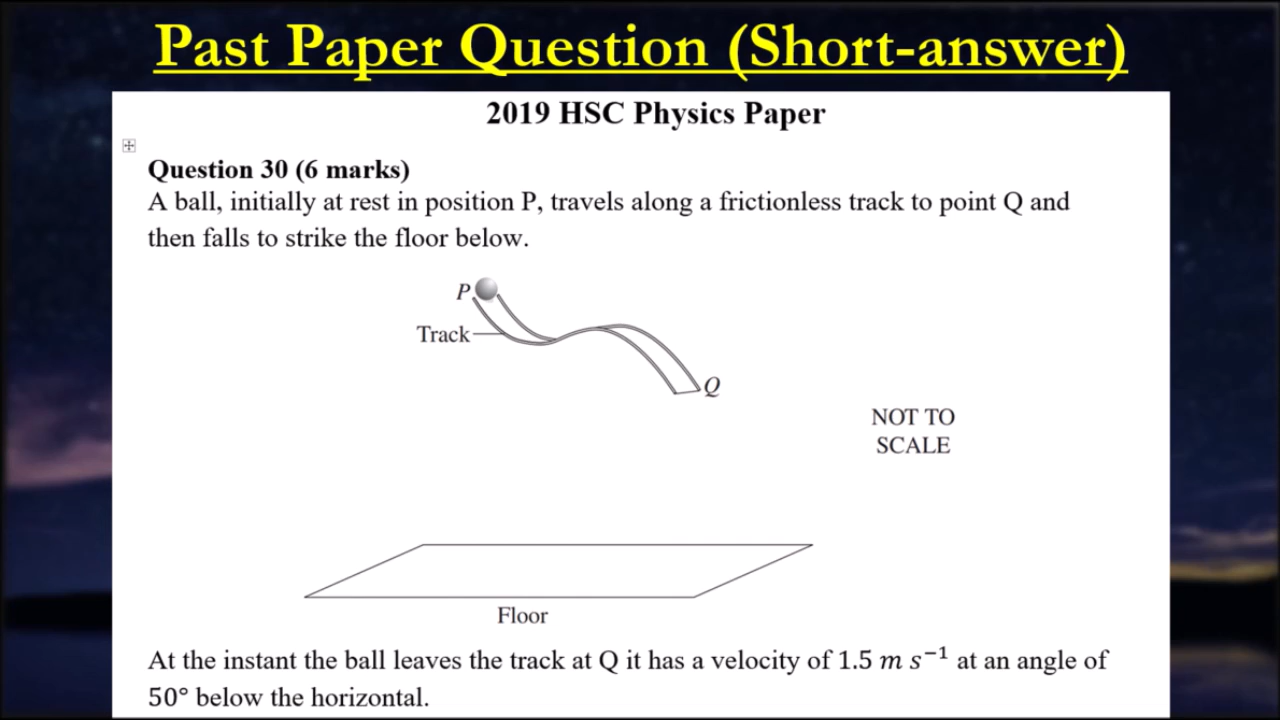 Past Paper Question (Short-answer)
2019 HSC Physics Paper
Question 30 (6 marks)
A ball, initially at rest in position P, travels along a frictionless track to point Q and
then falls to strike the floor below.
P
Track
Q
NOT TO
SCALE
Floor
At the instant the ball leaves the track at Q it has a velocity of 1.5 m s⁻¹ at an angle of
50° below the horizontal.